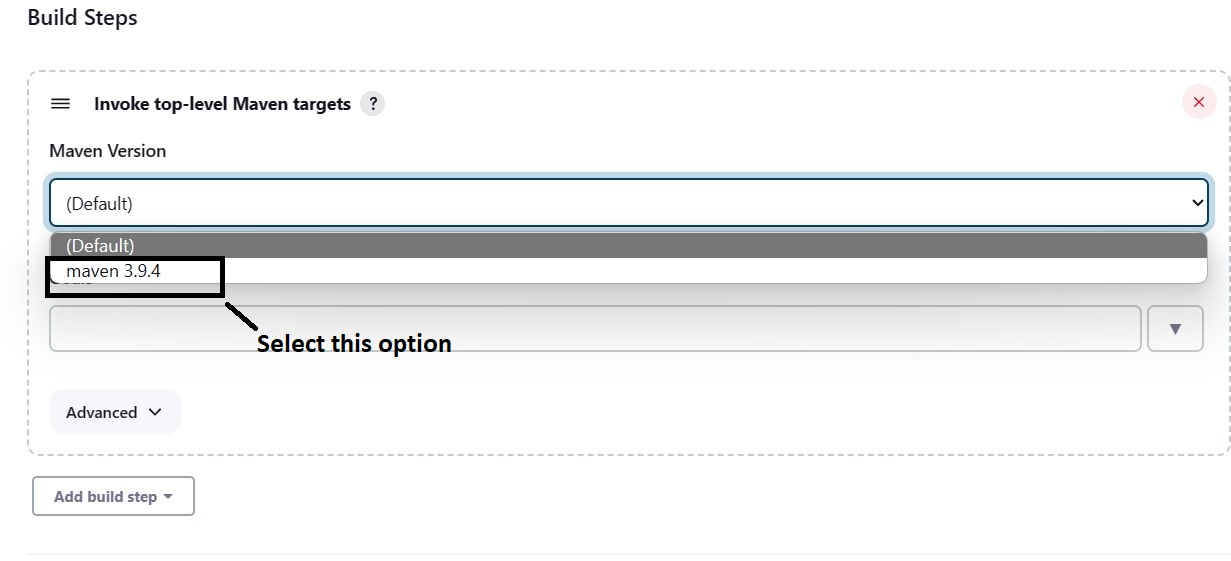 Build Steps
Invoke top-level Maven targets ?
Maven Version
(Default)
(Default)
maven 3.9.4
Select this option
Advanced
Add build step